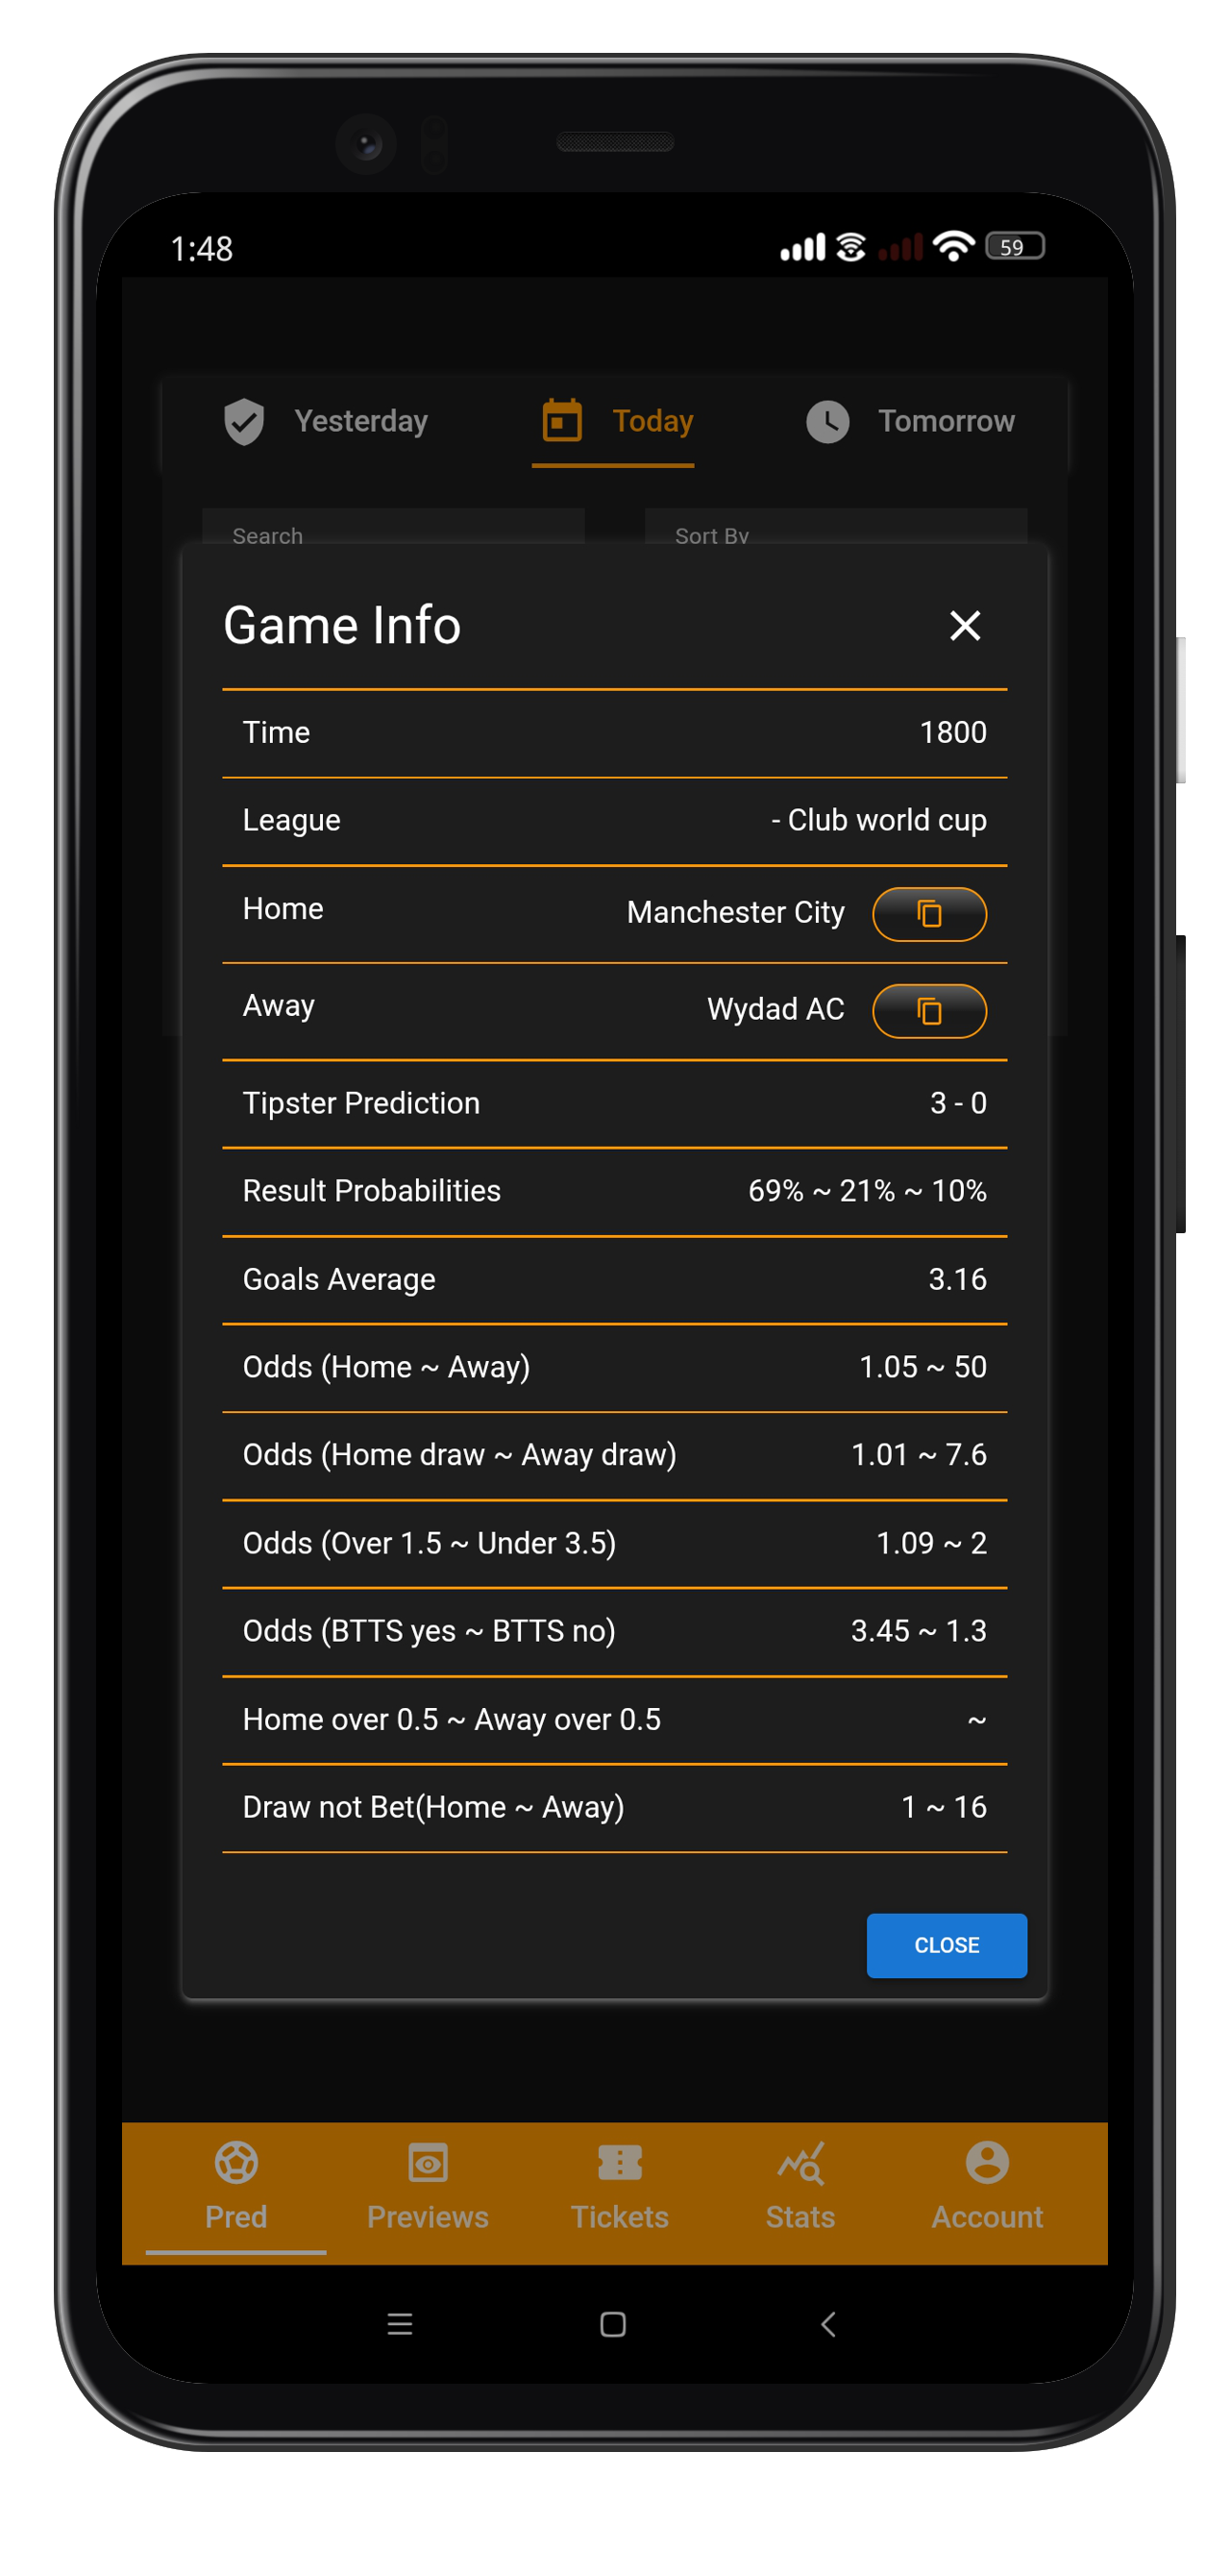 1:48
59
Yesterday Today Tomorrow
Search Sort By
Game Info
Time 1800
League - Club world cup
Home Manchester City
Away Wydad AC
Tipster Prediction 3 - 0
Result Probabilities 69% ~ 21% ~ 10%
Goals Average 3.16
Odds (Home ~ Away) 1.05 ~ 50
Odds (Home draw ~ Away draw) 1.01 ~ 7.6
Odds (Over 1.5 ~ Under 3.5) 1.09 ~ 2
Odds (BTTS yes ~ BTTS no) 3.45 ~ 1.3
Home over 0.5 ~ Away over 0.5 ~
Draw not Bet(Home ~ Away) 1 ~ 16
CLOSE
Pred Previews Tickets Stats Account